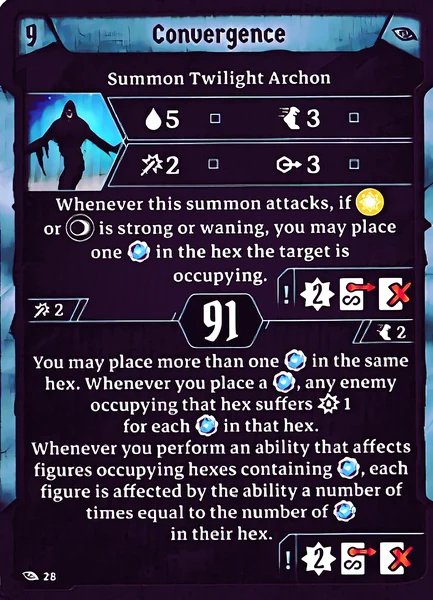 9
Convergence
Summon Twilight Archon
5
3
2
3
Whenever this summon attacks, if
or is strong or waning, you may place
one in the hex the target is
occupying.
! 2
2
91
2
You may place more than one in the same
hex. Whenever you place a , any enemy
occupying that hex suffers 1
for each in that hex.
Whenever you perform an ability that affects
figures occupying hexes containing , each
figure is affected by the ability a number of
times equal to the number of
in their hex.
! 2
28